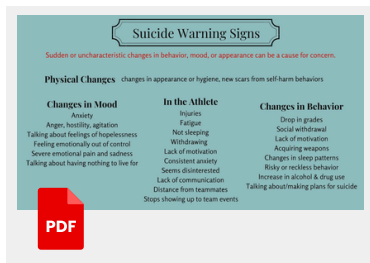 Suicide Warning Signs
Sudden or uncharacteristic changes in behavior, mood, or appearance can be a cause for concern.
Physical Changes changes in appearance or hygiene, new scars from self-harm behaviors
Changes in Mood
Anxiety
Anger, hostility, agitation
Talking about feelings of hopelessness
Feeling emotionally out of control
Severe emotional pain and sadness
Talking about having nothing to live for
In the Athlete
Injuries
Fatigue
Not sleeping
Withdrawing
Lack of motivation
Consistent anxiety
Seems disinterested
Lack of communication
Distance from teammates
Stops showing up to team events
Changes in Behavior
Drop in grades
Social withdrawal
Lack of motivation
Acquiring weapons
Changes in sleep patterns
Risky or reckless behavior
Increase in alcohol & drug use
Talking about/making plans for suicide
PDF